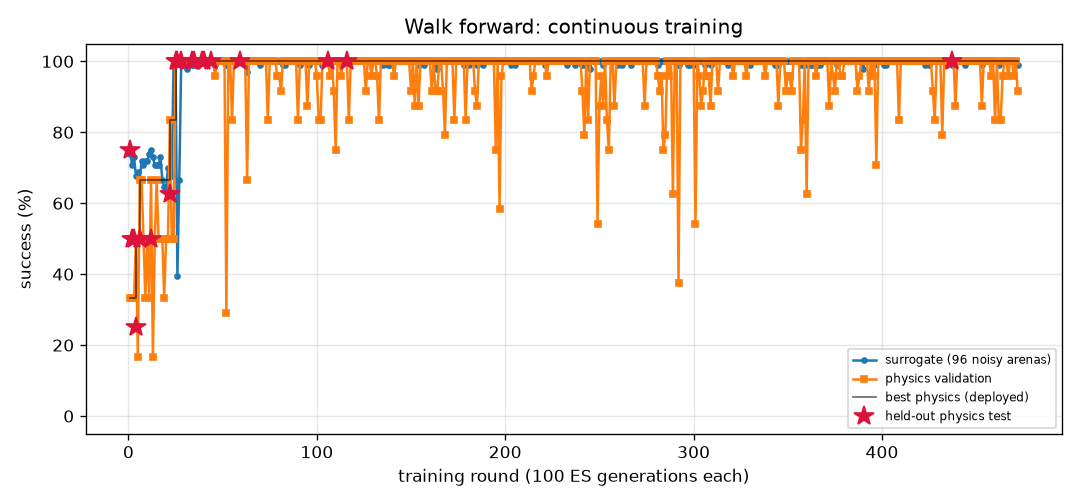 Walk forward: continuous training
success (%)
100
80
60
40
20
0
surrogate (96 noisy arenas)
physics validation
best physics (deployed)
held-out physics test
0 100 200 300 400
training round (100 ES generations each)